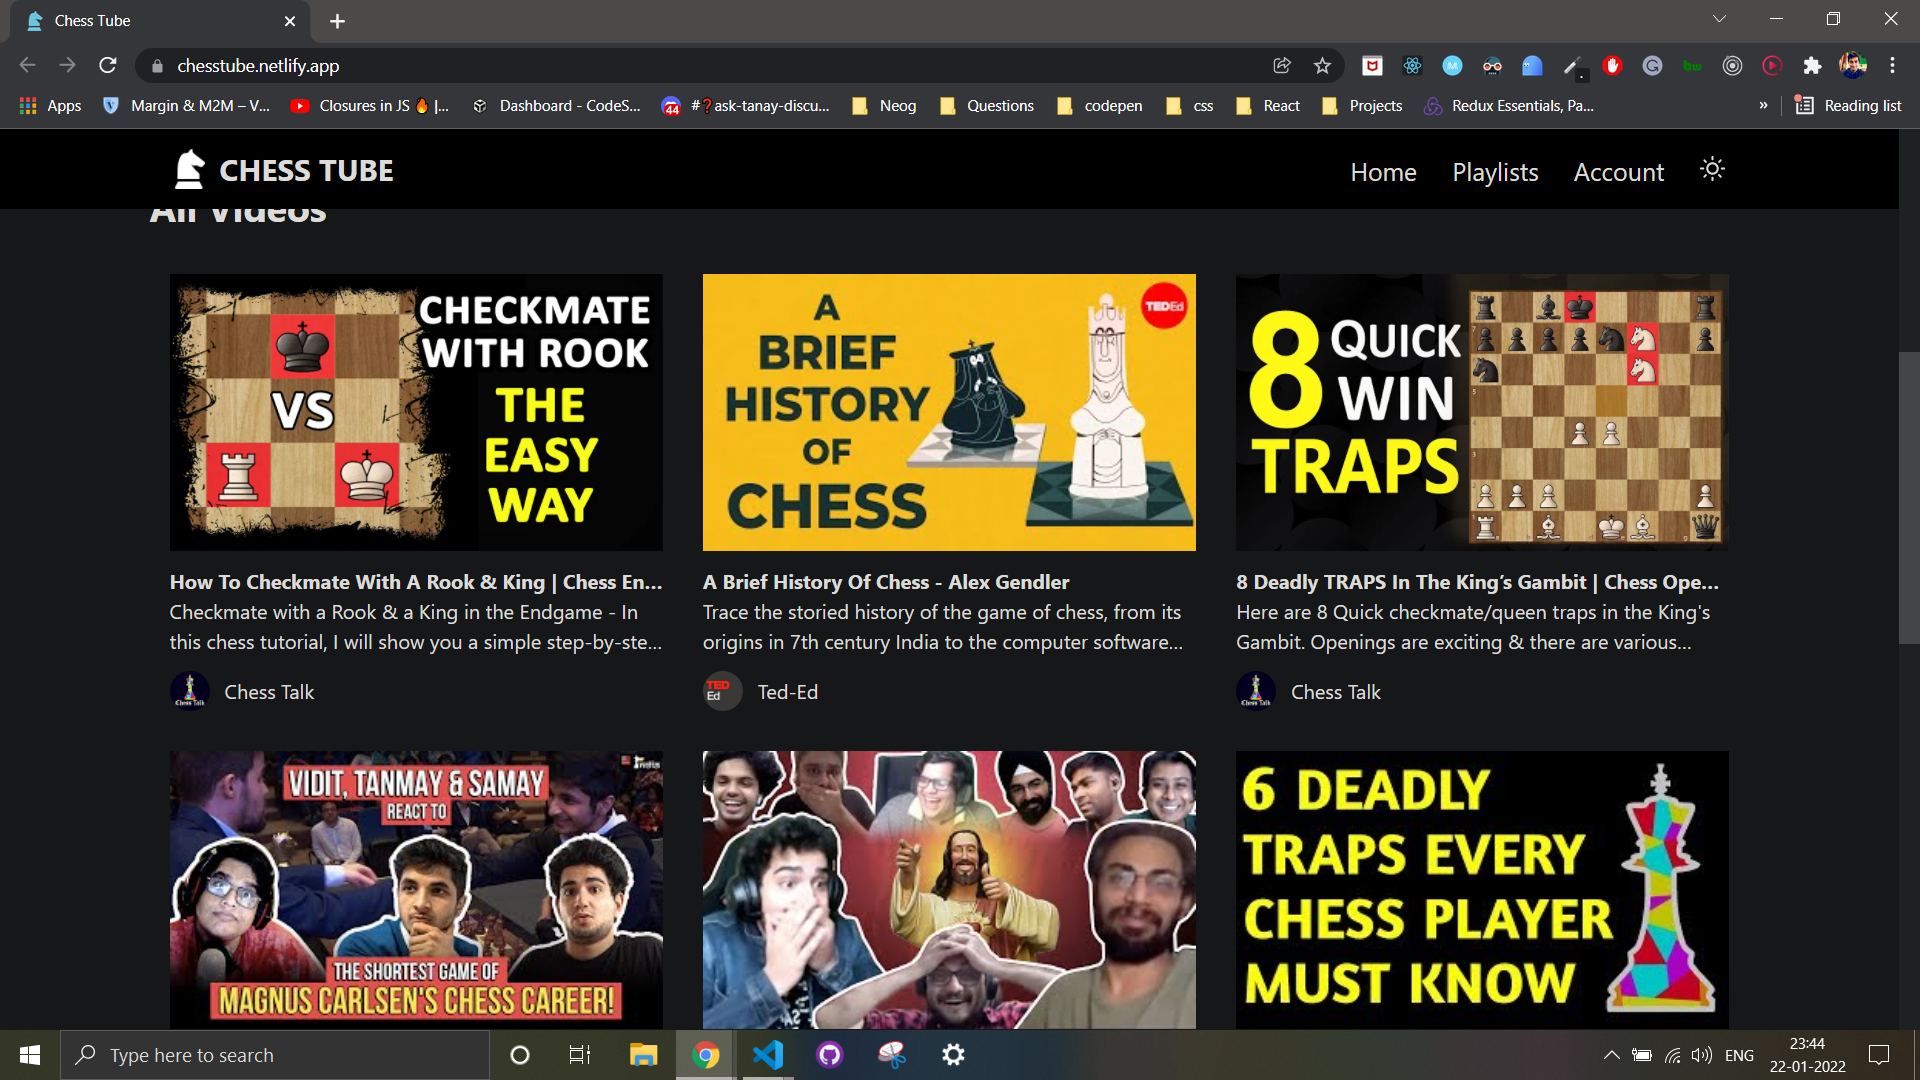 Chess Tube
chesstube.netlify.app
Apps
Margin & M2M – V...
Closures in JS 🔥 |...
Dashboard - CodeS...
44
#❓ask-tanay-discu...
Neog
Questions
codepen
css
React
Projects
Redux Essentials, Pa...
»
Reading list
CHESS TUBE
Home
Playlists
Account
All Videos
CHECKMATE
WITH ROOK
VS
THE
EASY
WAY
A
BRIEF
HISTORY
OF
CHESS
TEDEd
8 QUICK
WIN
TRAPS
How To Checkmate With A Rook & King | Chess En...
Checkmate with a Rook & a King in the Endgame - In
this chess tutorial, I will show you a simple step-by-ste...
Chess Talk
Chess Talk
A Brief History Of Chess - Alex Gendler
Trace the storied history of the game of chess, from its
origins in 7th century India to the computer software...
TED
Ed
Ted-Ed
8 Deadly TRAPS In The King’s Gambit | Chess Ope...
Here are 8 Quick checkmate/queen traps in the King's
Gambit. Openings are exciting & there are various...
Chess Talk
Chess Talk
VIDIT, TANMAY & SAMAY
REACT TO
THE SHORTEST GAME OF
MAGNUS CARLSEN'S CHESS CAREER!
6 DEADLY
TRAPS EVERY
CHESS PLAYER
MUST KNOW
Type here to search
ENG
23:44
22-01-2022